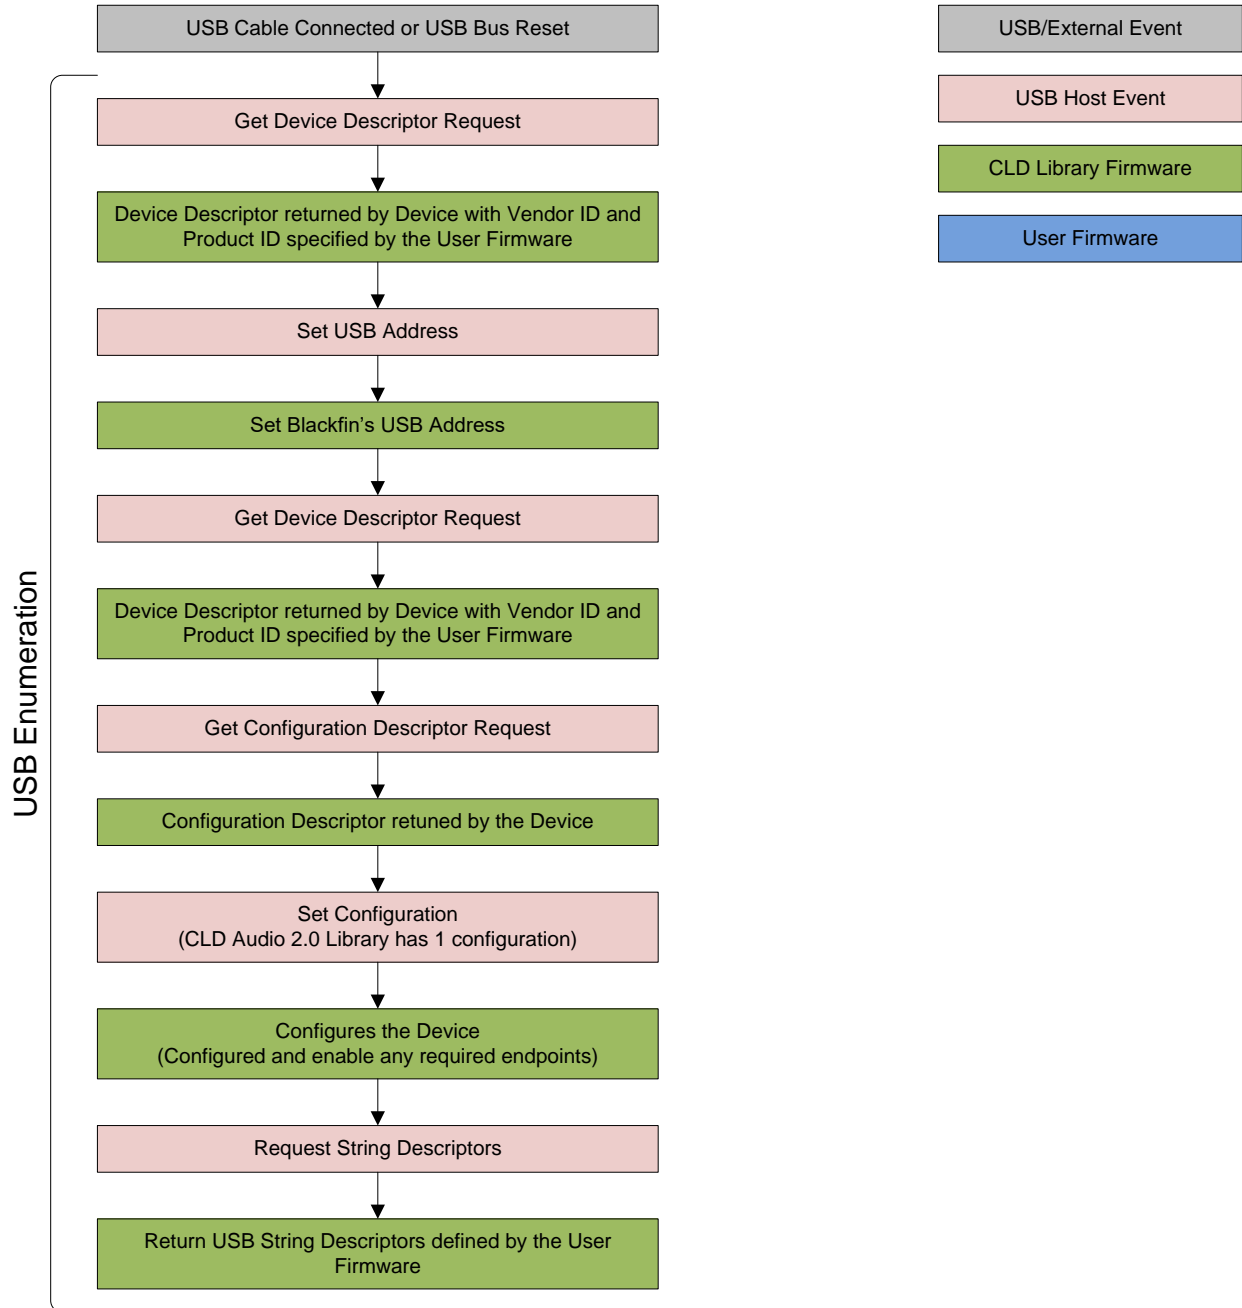 USB Cable Connected or USB Bus Reset
USB/External Event
USB Host Event
CLD Library Firmware
User Firmware
USB Enumeration
Get Device Descriptor Request
Device Descriptor returned by Device with Vendor ID and
Product ID specified by the User Firmware
Set USB Address
Set Blackfin's USB Address
Get Device Descriptor Request
Device Descriptor returned by Device with Vendor ID and
Product ID specified by the User Firmware
Get Configuration Descriptor Request
Configuration Descriptor retuned by the Device
Set Configuration
(CLD Audio 2.0 Library has 1 configuration)
Configures the Device
(Configured and enable any required endpoints)
Request String Descriptors
Return USB String Descriptors defined by the User
Firmware